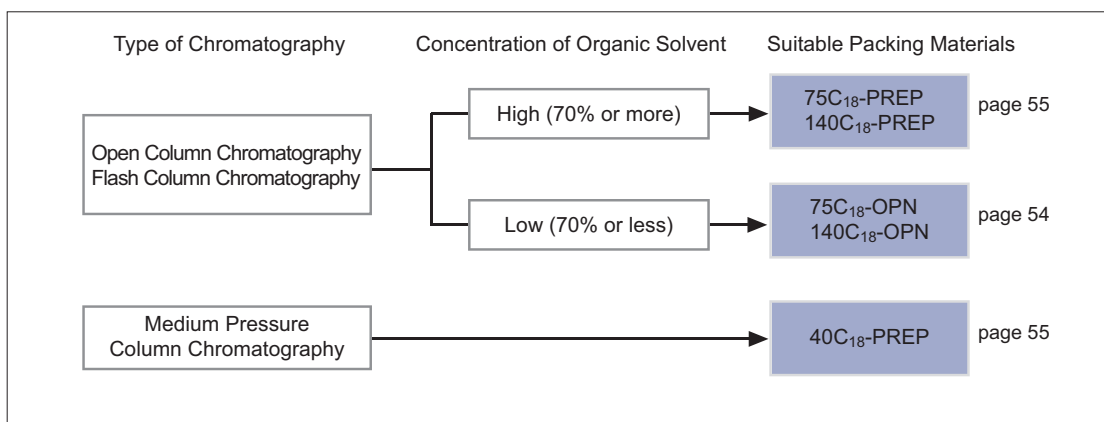 Type of Chromatography
Concentration of Organic Solvent
Suitable Packing Materials
Open Column Chromatography
Flash Column Chromatography
High (70% or more)
75C₁₈-PREP
140C₁₈-PREP
page 55
Low (70% or less)
75C₁₈-OPN
140C₁₈-OPN
page 54
Medium Pressure
Column Chromatography
40C₁₈-PREP
page 55